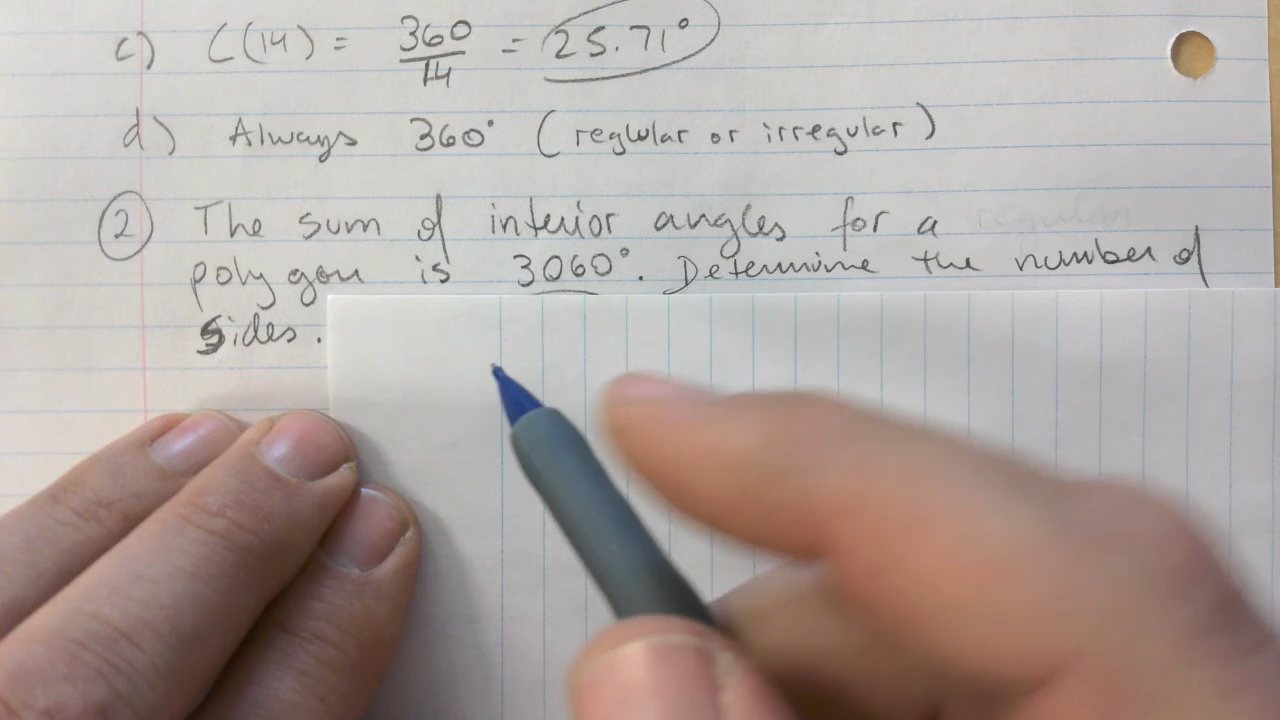 c) C(14) = 360/14 = 25.71°
d) Always 360° (reglular or irregular)
② The sum of interior angles for a regular
polygon is 3060°. Determine the number of
sides.